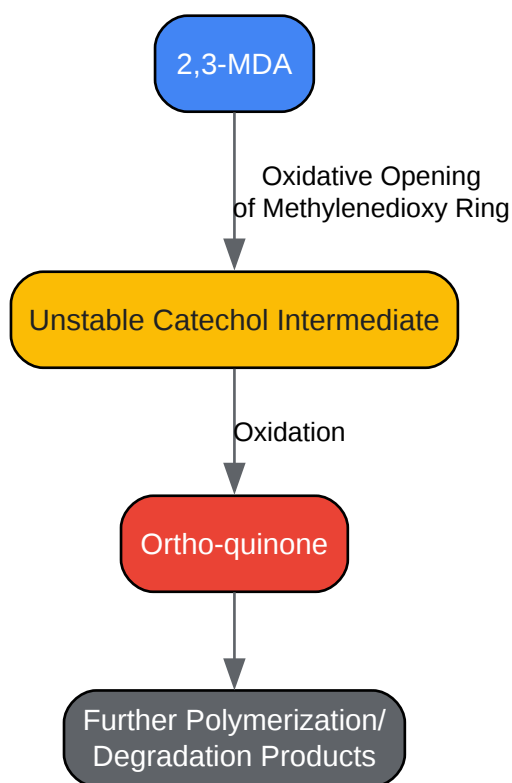 2,3-MDA
Oxidative Opening
of Methylenedioxy Ring
Unstable Catechol Intermediate
Oxidation
Ortho-quinone
Further Polymerization/
Degradation Products